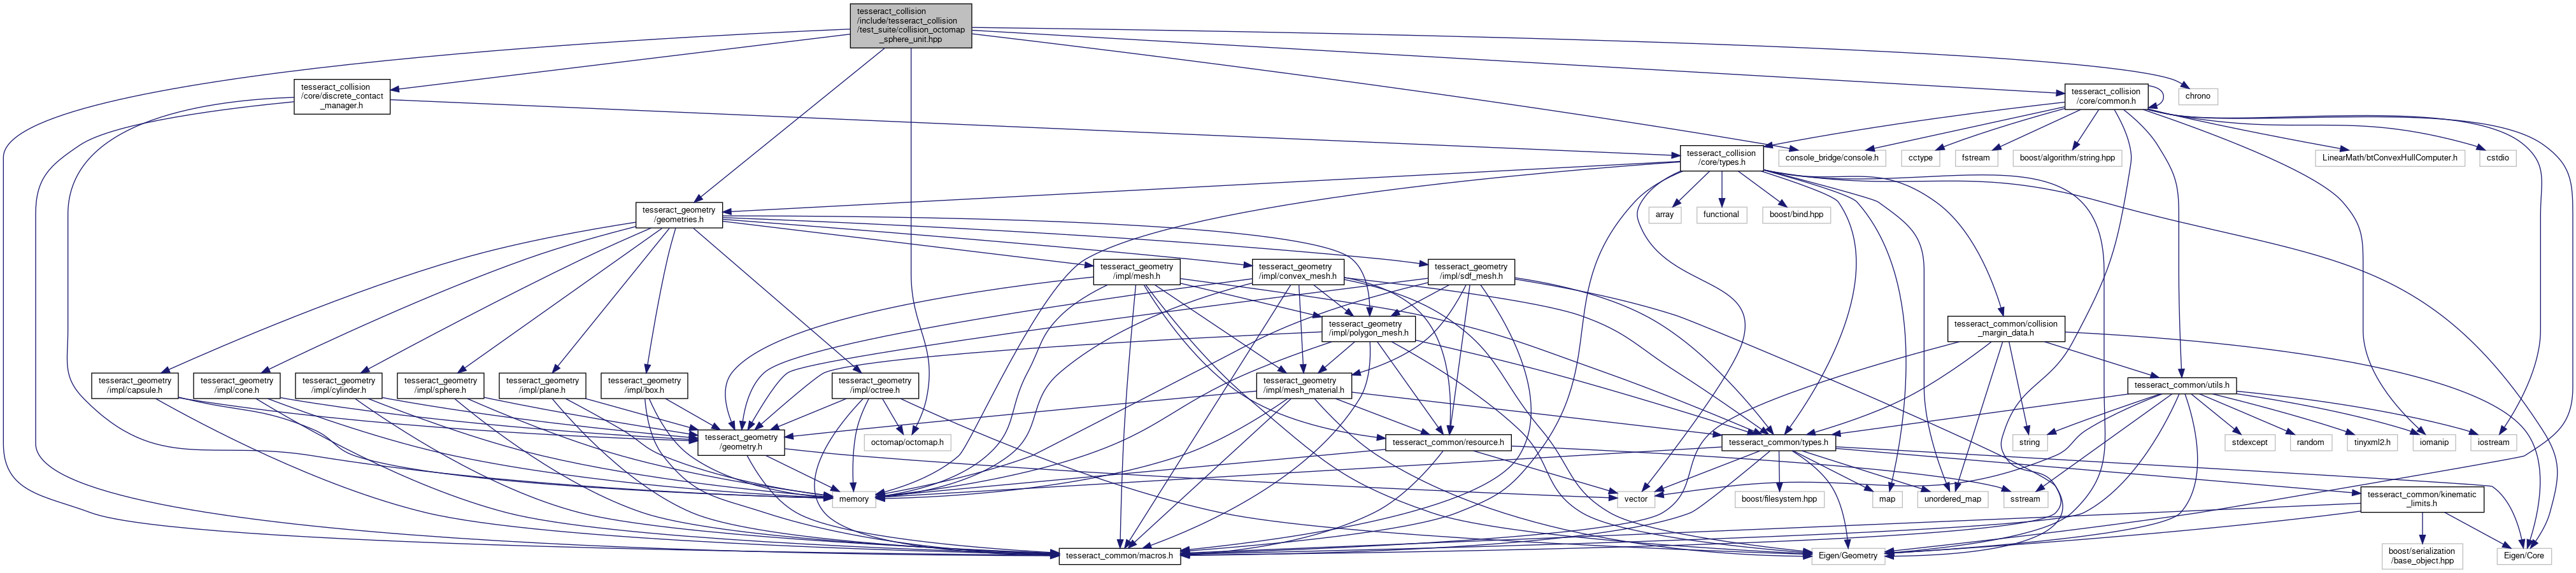 tesseract_collision
/include/tesseract_collision
/test_suite/collision_octomap
_sphere_unit.hpp
tesseract_collision
/core/discrete_contact
_manager.h
tesseract_collision
/core/common.h
chrono
tesseract_collision
/core/types.h
console_bridge/console.h
cctype
fstream
boost/algorithm/string.hpp
LinearMath/btConvexHullComputer.h
cstdio
tesseract_geometry
/geometries.h
array
functional
boost/bind.hpp
tesseract_geometry
/impl/mesh.h
tesseract_geometry
/impl/convex_mesh.h
tesseract_geometry
/impl/sdf_mesh.h
tesseract_geometry
/impl/polygon_mesh.h
tesseract_common/collision
_margin_data.h
tesseract_geometry
/impl/capsule.h
tesseract_geometry
/impl/cone.h
tesseract_geometry
/impl/cylinder.h
tesseract_geometry
/impl/sphere.h
tesseract_geometry
/impl/plane.h
tesseract_geometry
/impl/box.h
tesseract_geometry
/impl/octree.h
tesseract_geometry
/impl/mesh_material.h
tesseract_common/utils.h
tesseract_geometry
/geometry.h
octomap/octomap.h
tesseract_common/resource.h
tesseract_common/types.h
string
stdexcept
random
tinyxml2.h
iomanip
iostream
memory
vector
boost/filesystem.hpp
map
unordered_map
sstream
tesseract_common/kinematic
_limits.h
tesseract_common/macros.h
Eigen/Geometry
boost/serialization
/base_object.hpp
Eigen/Core